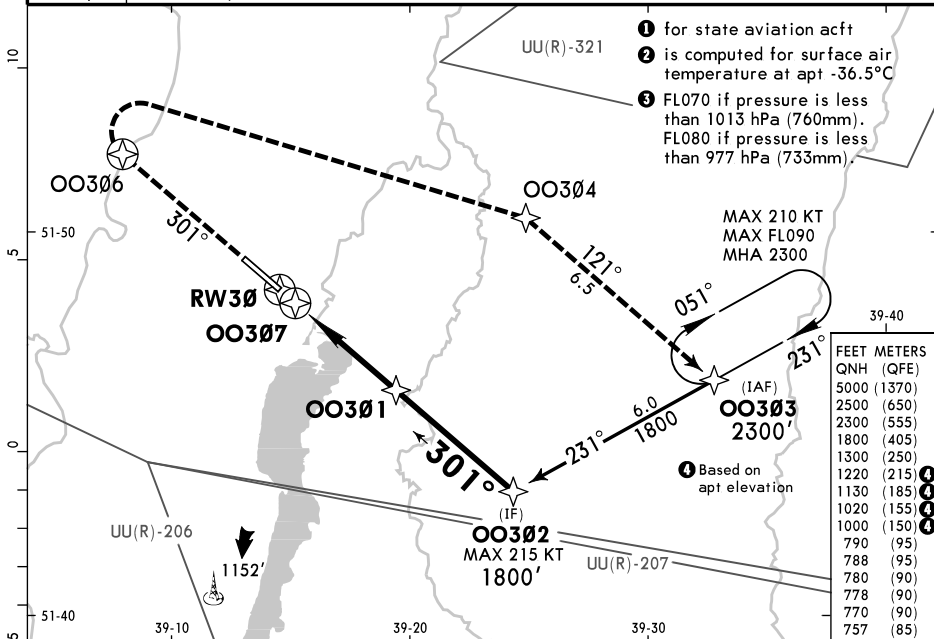 ❶ for state aviation acft
❷ is computed for surface air
temperature at apt -36.5°C
❸ FL070 if pressure is less
than 1013 hPa (760mm).
FL080 if pressure is less
than 977 hPa (733mm).
UU(R)-321
10
OO3Ø6
OO3Ø4
301°
51-50
5
121°
6.5
MAX 210 KT
MAX FL090
MHA 2300
RW3Ø
OO3Ø7
051°
231°
39-40
OO3Ø1
(IAF)
OO3Ø3
2300'
6.0
1800
231°
301°
0
❹ Based on
apt elevation
(IF)
OO3Ø2
MAX 215 KT
1800'
UU(R)-206
UU(R)-207
1152'
51-40
5
39-10
39-20
39-30
FEET METERS
QNH (QFE)
5000 (1370)
2500 (650)
2300 (555)
1800 (405)
1300 (250)
1220 (215) ❹
1130 (185) ❹
1020 (155) ❹
1000 (150) ❹
790 (95)
788 (95)
780 (90)
778 (90)
770 (90)
757 (85)